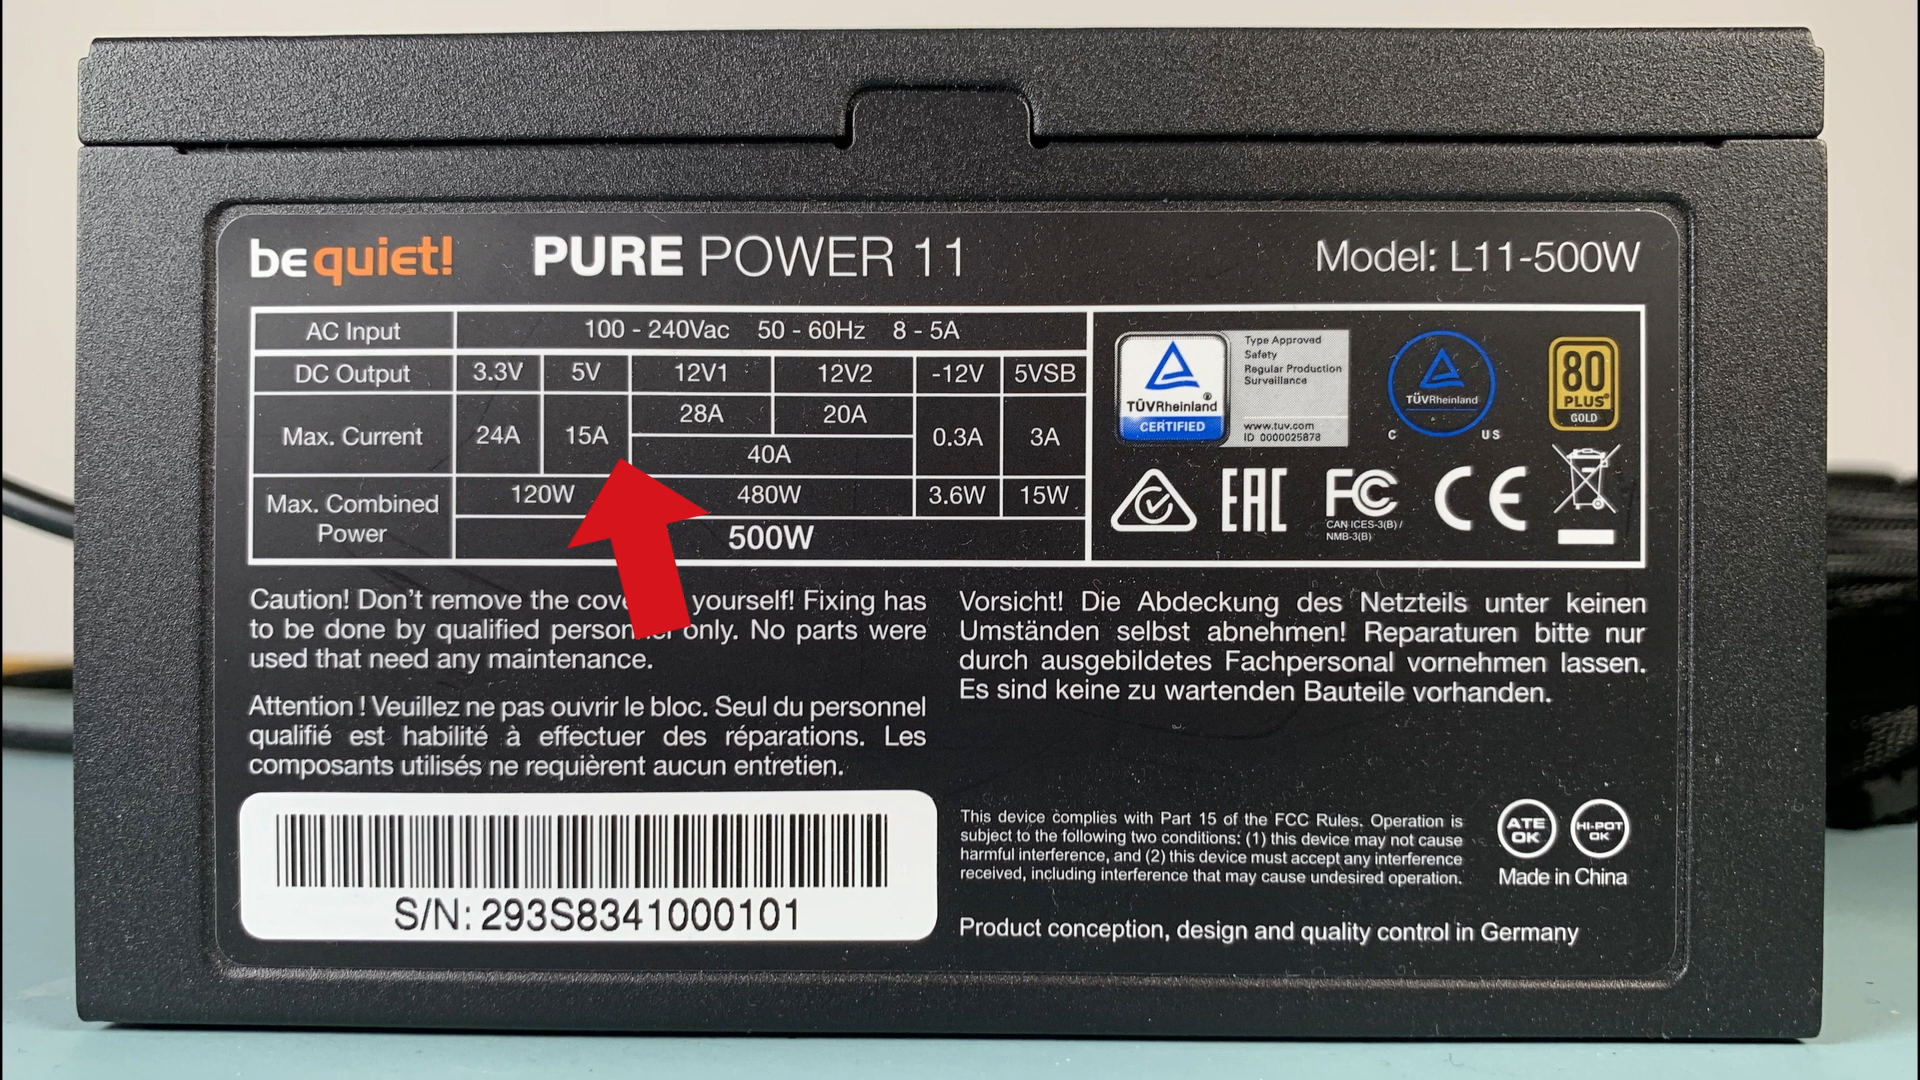 be quiet! PURE POWER 11 Model: L11-500W
AC Input 100 - 240Vac 50 - 60Hz 8 - 5A
DC Output 3.3V 5V 12V1 12V2 -12V 5VSB
Max. Current 24A 15A 28A 20A 0.3A 3A
40A
Max. Combined Power 120W 480W 3.6W 15W
500W
TÜVRheinland®
CERTIFIED
Type Approved
Safety
Regular Production
Surveillance
www.tuv.com
ID 0000025878
TÜVRheinland
C US
80
PLUS®
GOLD
EAC FC CE
CAN ICES-3(B) /
NMB-3(B)
Caution! Don't remove the yourself! Fixing has
to be done by qualified only. No parts were
used that need any maintenance.
Attention ! Veuillez ne pas ouvrir le bloc. Seul du personnel
qualifié est habilité à effectuer des réparations. Les
composants utilisés ne requièrent aucun entretien.
Vorsicht! Die Abdeckung des Netzteils unter keinen
Umständen selbst abnehmen! Reparaturen bitte nur
durch ausgebildetes Fachpersonal vornehmen lassen.
Es sind keine zu wartenden Bauteile vorhanden.
S/N: 293S8341000101
This device complies with Part 15 of the FCC Rules. Operation is
subject to the following two conditions: (1) this device may not cause
harmful interference, and (2) this device must accept any interference
received, including interference that may cause undesired operation.
ATE
OK
HI-POT
OK
Made in China
Product conception, design and quality control in Germany